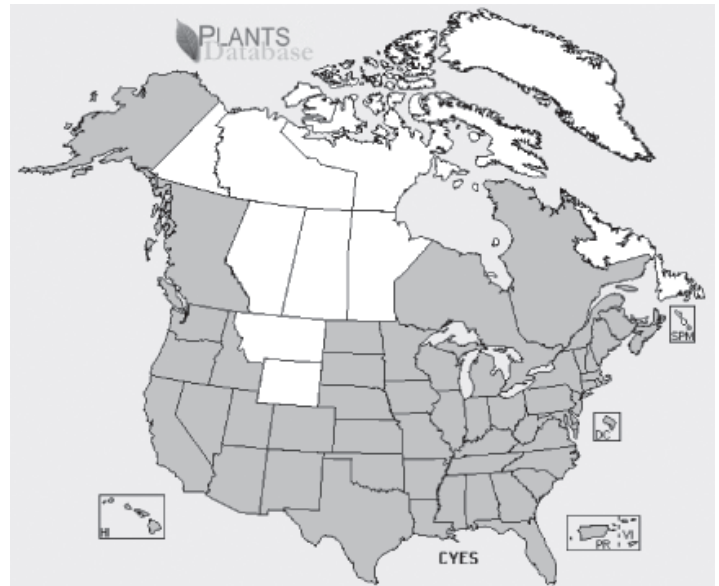 PLANTS
Database
SPM
DC
HI
PR VI
CYES